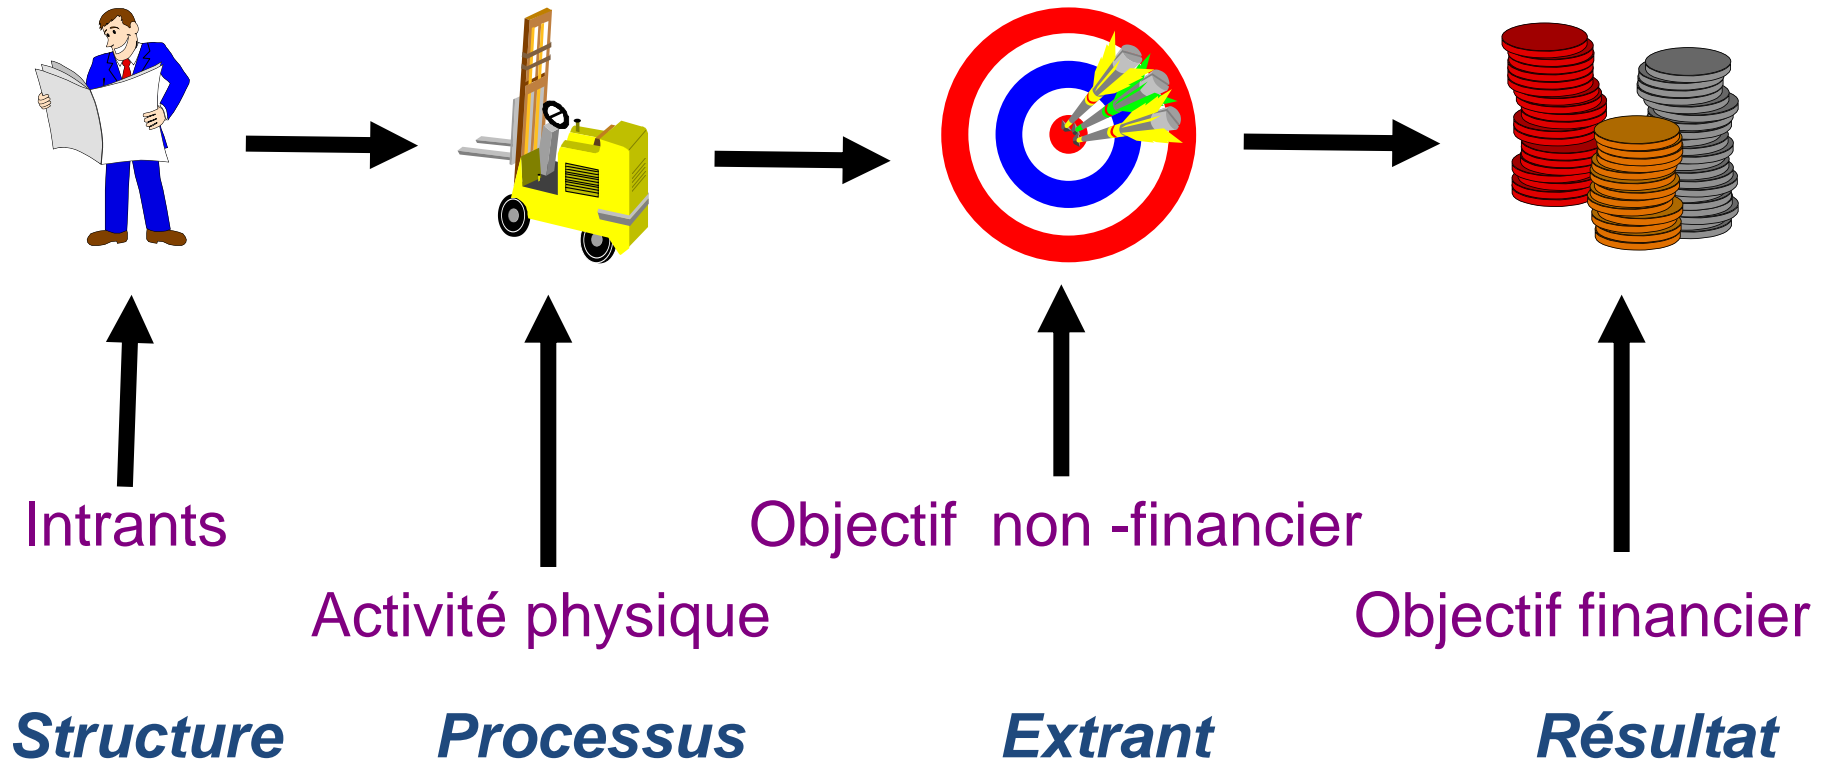 Intrants
Objectif non -financier
Activité physique
Objectif financier
Structure Processus Extrant Résultat